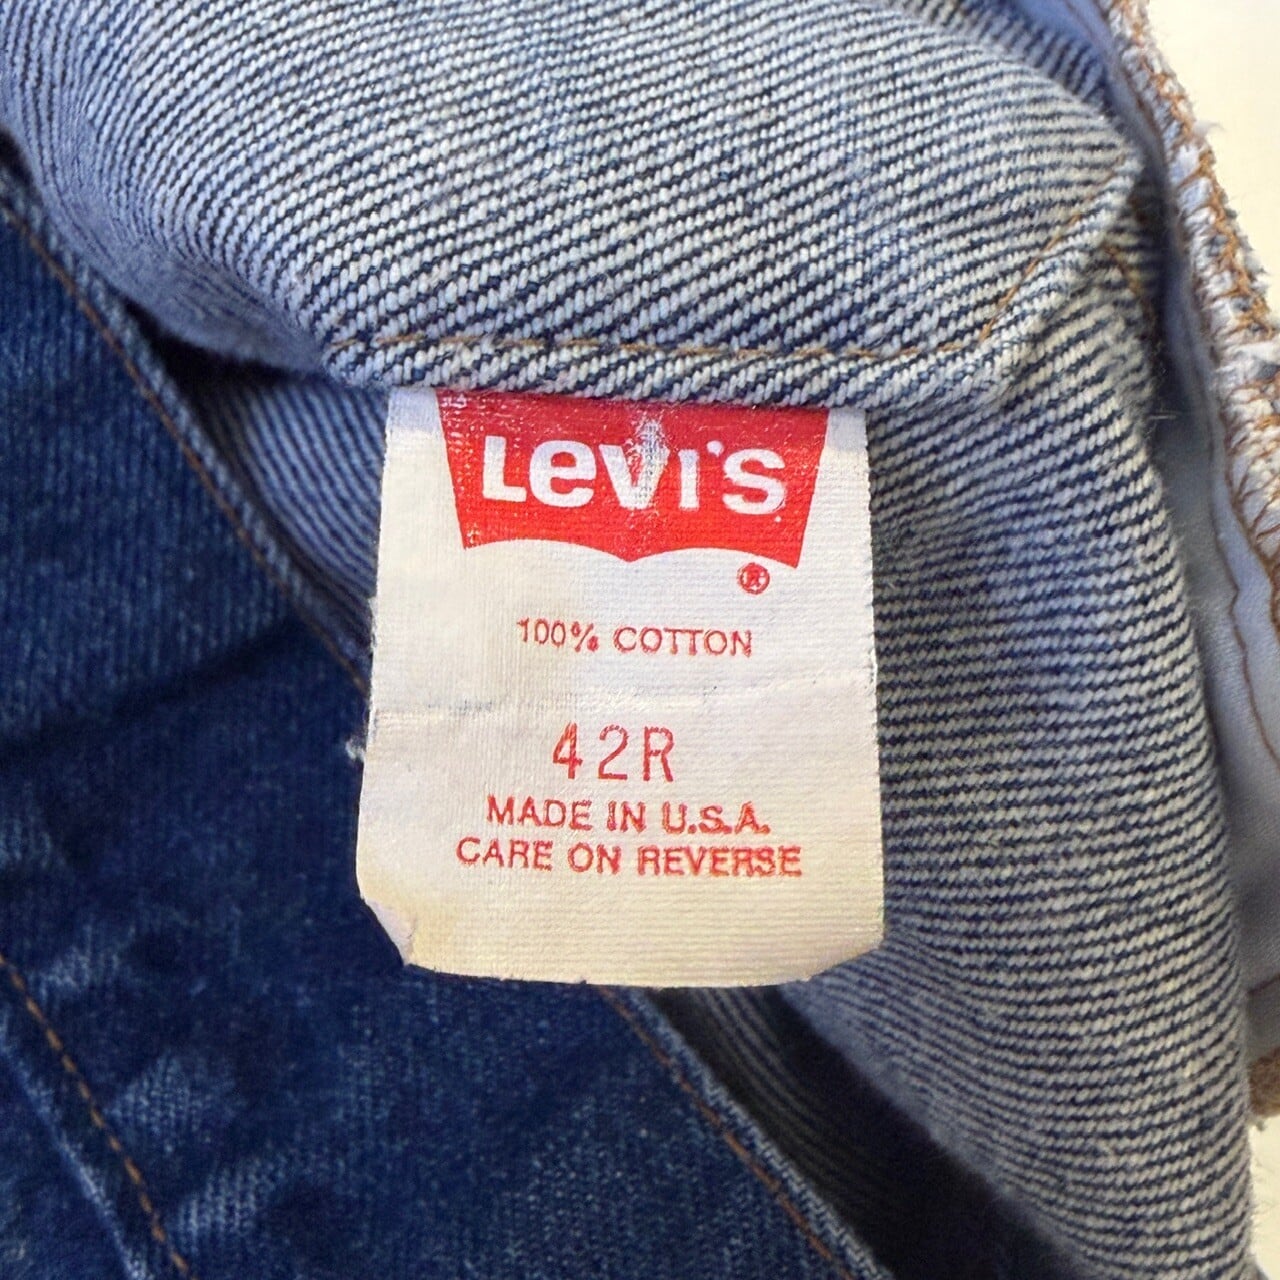 Levi's
®
100% COTTON
42R
MADE IN U.S.A.
CARE ON REVERSE